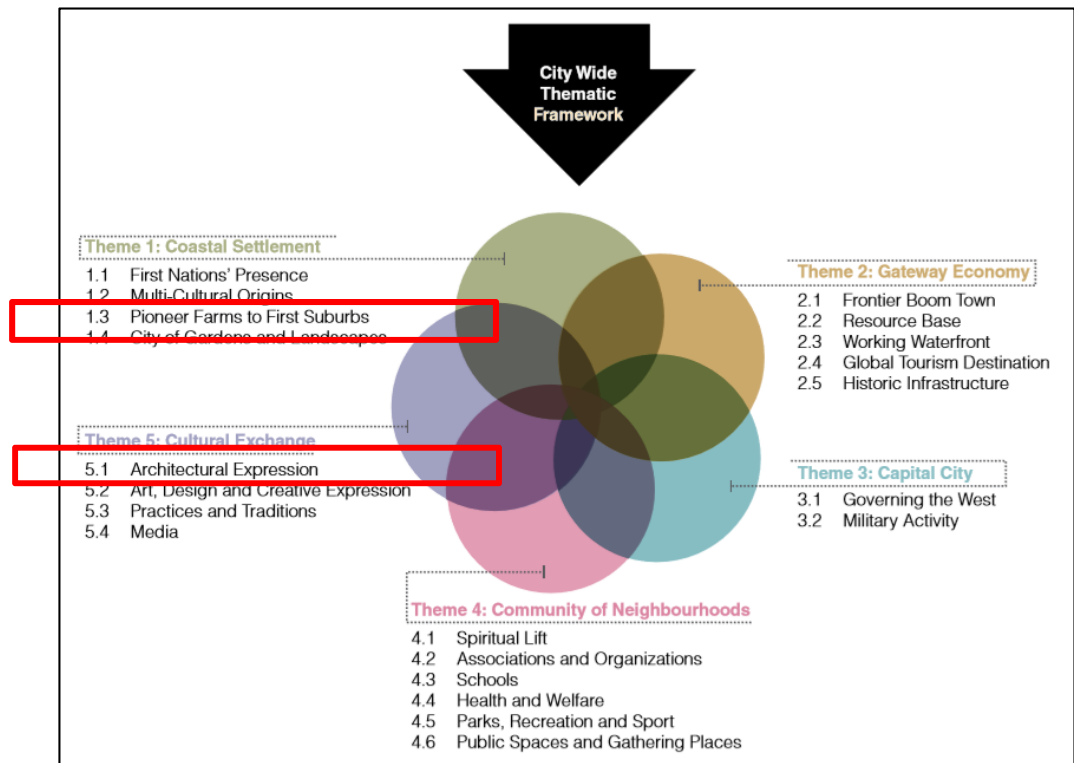 City Wide
Thematic
Framework
Theme 1: Coastal Settlement
1.1 First Nations' Presence
1.2 Multi-Cultural Origins
1.3 Pioneer Farms to First Suburbs
1.4 City of Gardens and Landscapes
Theme 2: Gateway Economy
2.1 Frontier Boom Town
2.2 Resource Base
2.3 Working Waterfront
2.4 Global Tourism Destination
2.5 Historic Infrastructure
Theme 5: Cultural Exchange
5.1 Architectural Expression
5.2 Art, Design and Creative Expression
5.3 Practices and Traditions
5.4 Media
Theme 3: Capital City
3.1 Governing the West
3.2 Military Activity
Theme 4: Community of Neighbourhoods
4.1 Spiritual Lift
4.2 Associations and Organizations
4.3 Schools
4.4 Health and Welfare
4.5 Parks, Recreation and Sport
4.6 Public Spaces and Gathering Places